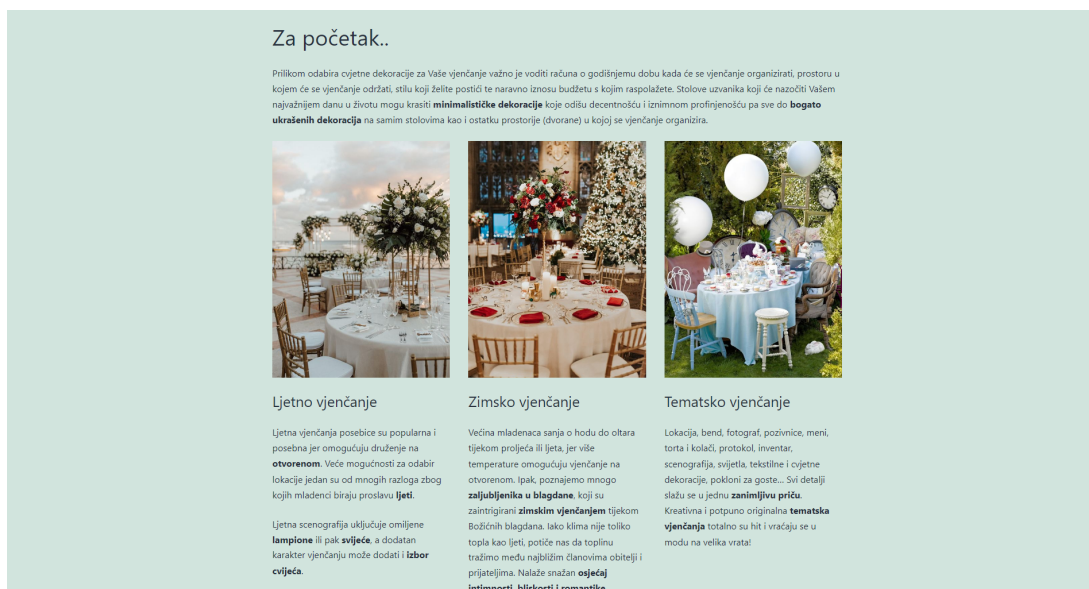 Za početak..
Prilikom odabira cvjetne dekoracije za Vaše vjenčanje važno je voditi računa o godišnjemu dobu kada će se vjenčanje organizirati, prostoru u
kojem će se vjenčanje održati, stilu koji želite postići te naravno iznosu budžetu s kojim raspolažete. Stolove uzvanika koji će nazočiti Vašem
najvažnijem danu u životu mogu krasiti minimalističke dekoracije koje odišu decentnošću i iznimnom profinjenošću pa sve do bogato
ukrašenih dekoracija na samim stolovima kao i ostatku prostorije (dvorane) u kojoj se vjenčanje organizira.
Ljetno vjenčanje
Ljetna vjenčanja posebice su popularna i
posebna jer omogućuju druženje na
otvorenom. Veće mogućnosti za odabir
lokacije jedan su od mnogih razloga zbog
kojih mladenci biraju proslavu ljeti.
Ljetna scenografija uključuje omiljene
lampione ili pak svijeće, a dodatan
karakter vjenčanju može dodati i izbor
cvijeća.
Zimsko vjenčanje
Većina mladenaca sanja o hodu do oltara
tijekom proljeća ili ljeta, jer više
temperature omogućuju vjenčanje na
otvorenom. Ipak, poznajemo mnogo
zaljubljenika u blagdane, koji su
zaintrigirani zimskim vjenčanjem tijekom
Božićnih blagdana. Iako klima nije toliko
topla kao ljeti, potiče nas da toplinu
tražimo među najbližim članovima obitelji i
prijateljima. Nalaže snažan osjećaj
intimnosti, bliskosti i romantike.
Tematsko vjenčanje
Lokacija, bend, fotograf, pozivnice, meni,
torta i kolači, protokol, inventar,
scenografija, svijetla, tekstilne i cvjetne
dekoracije, pokloni za goste... Svi detalji
slažu se u jednu zanimljivu priču.
Kreativna i potpuno originalna tematska
vjenčanja totalno su hit i vraćaju se u
modu na velika vrata!